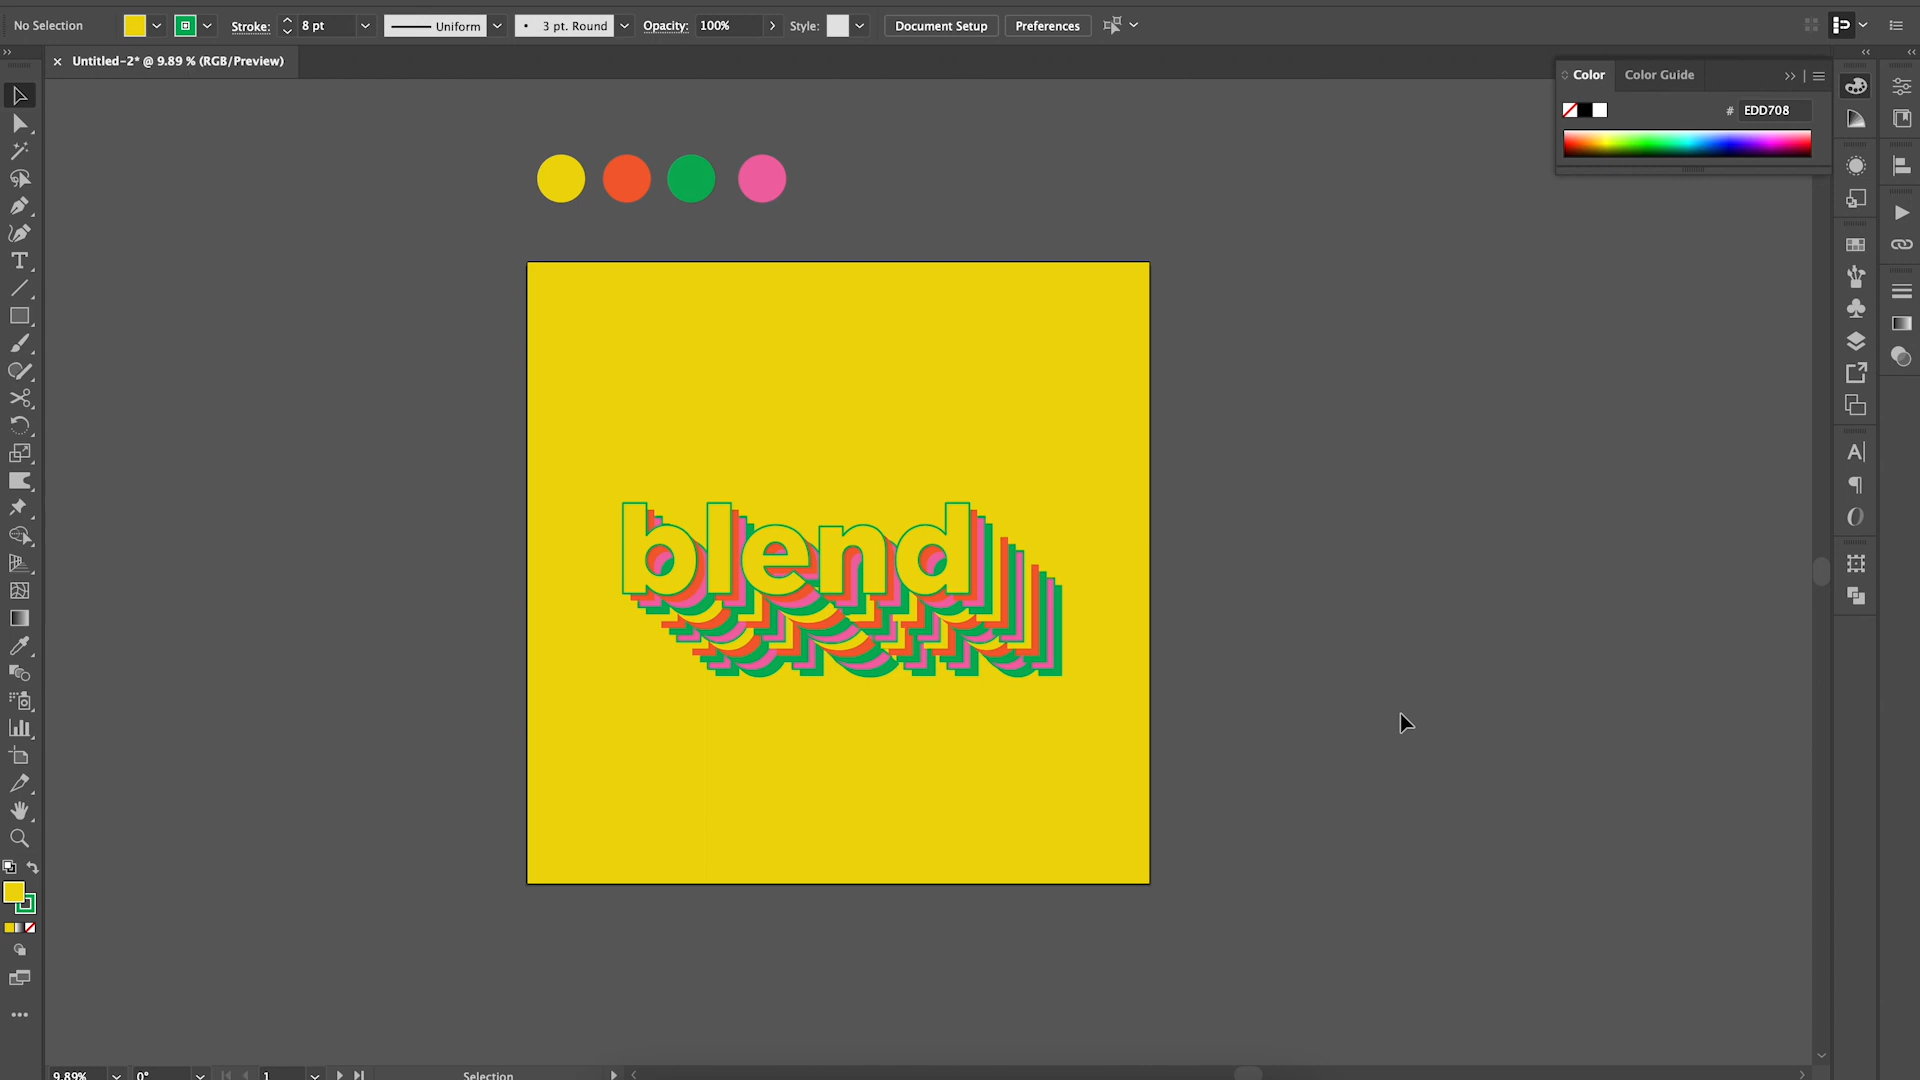 No Selection
Stroke: 8 pt
Uniform
3 pt. Round
Opacity: 100%
Style:
Document Setup
Preferences
× Untitled-2* @ 9.89 % (RGB/Preview)
Color
Color Guide
# EDD708
blend
9.89%
0°
1
Selection